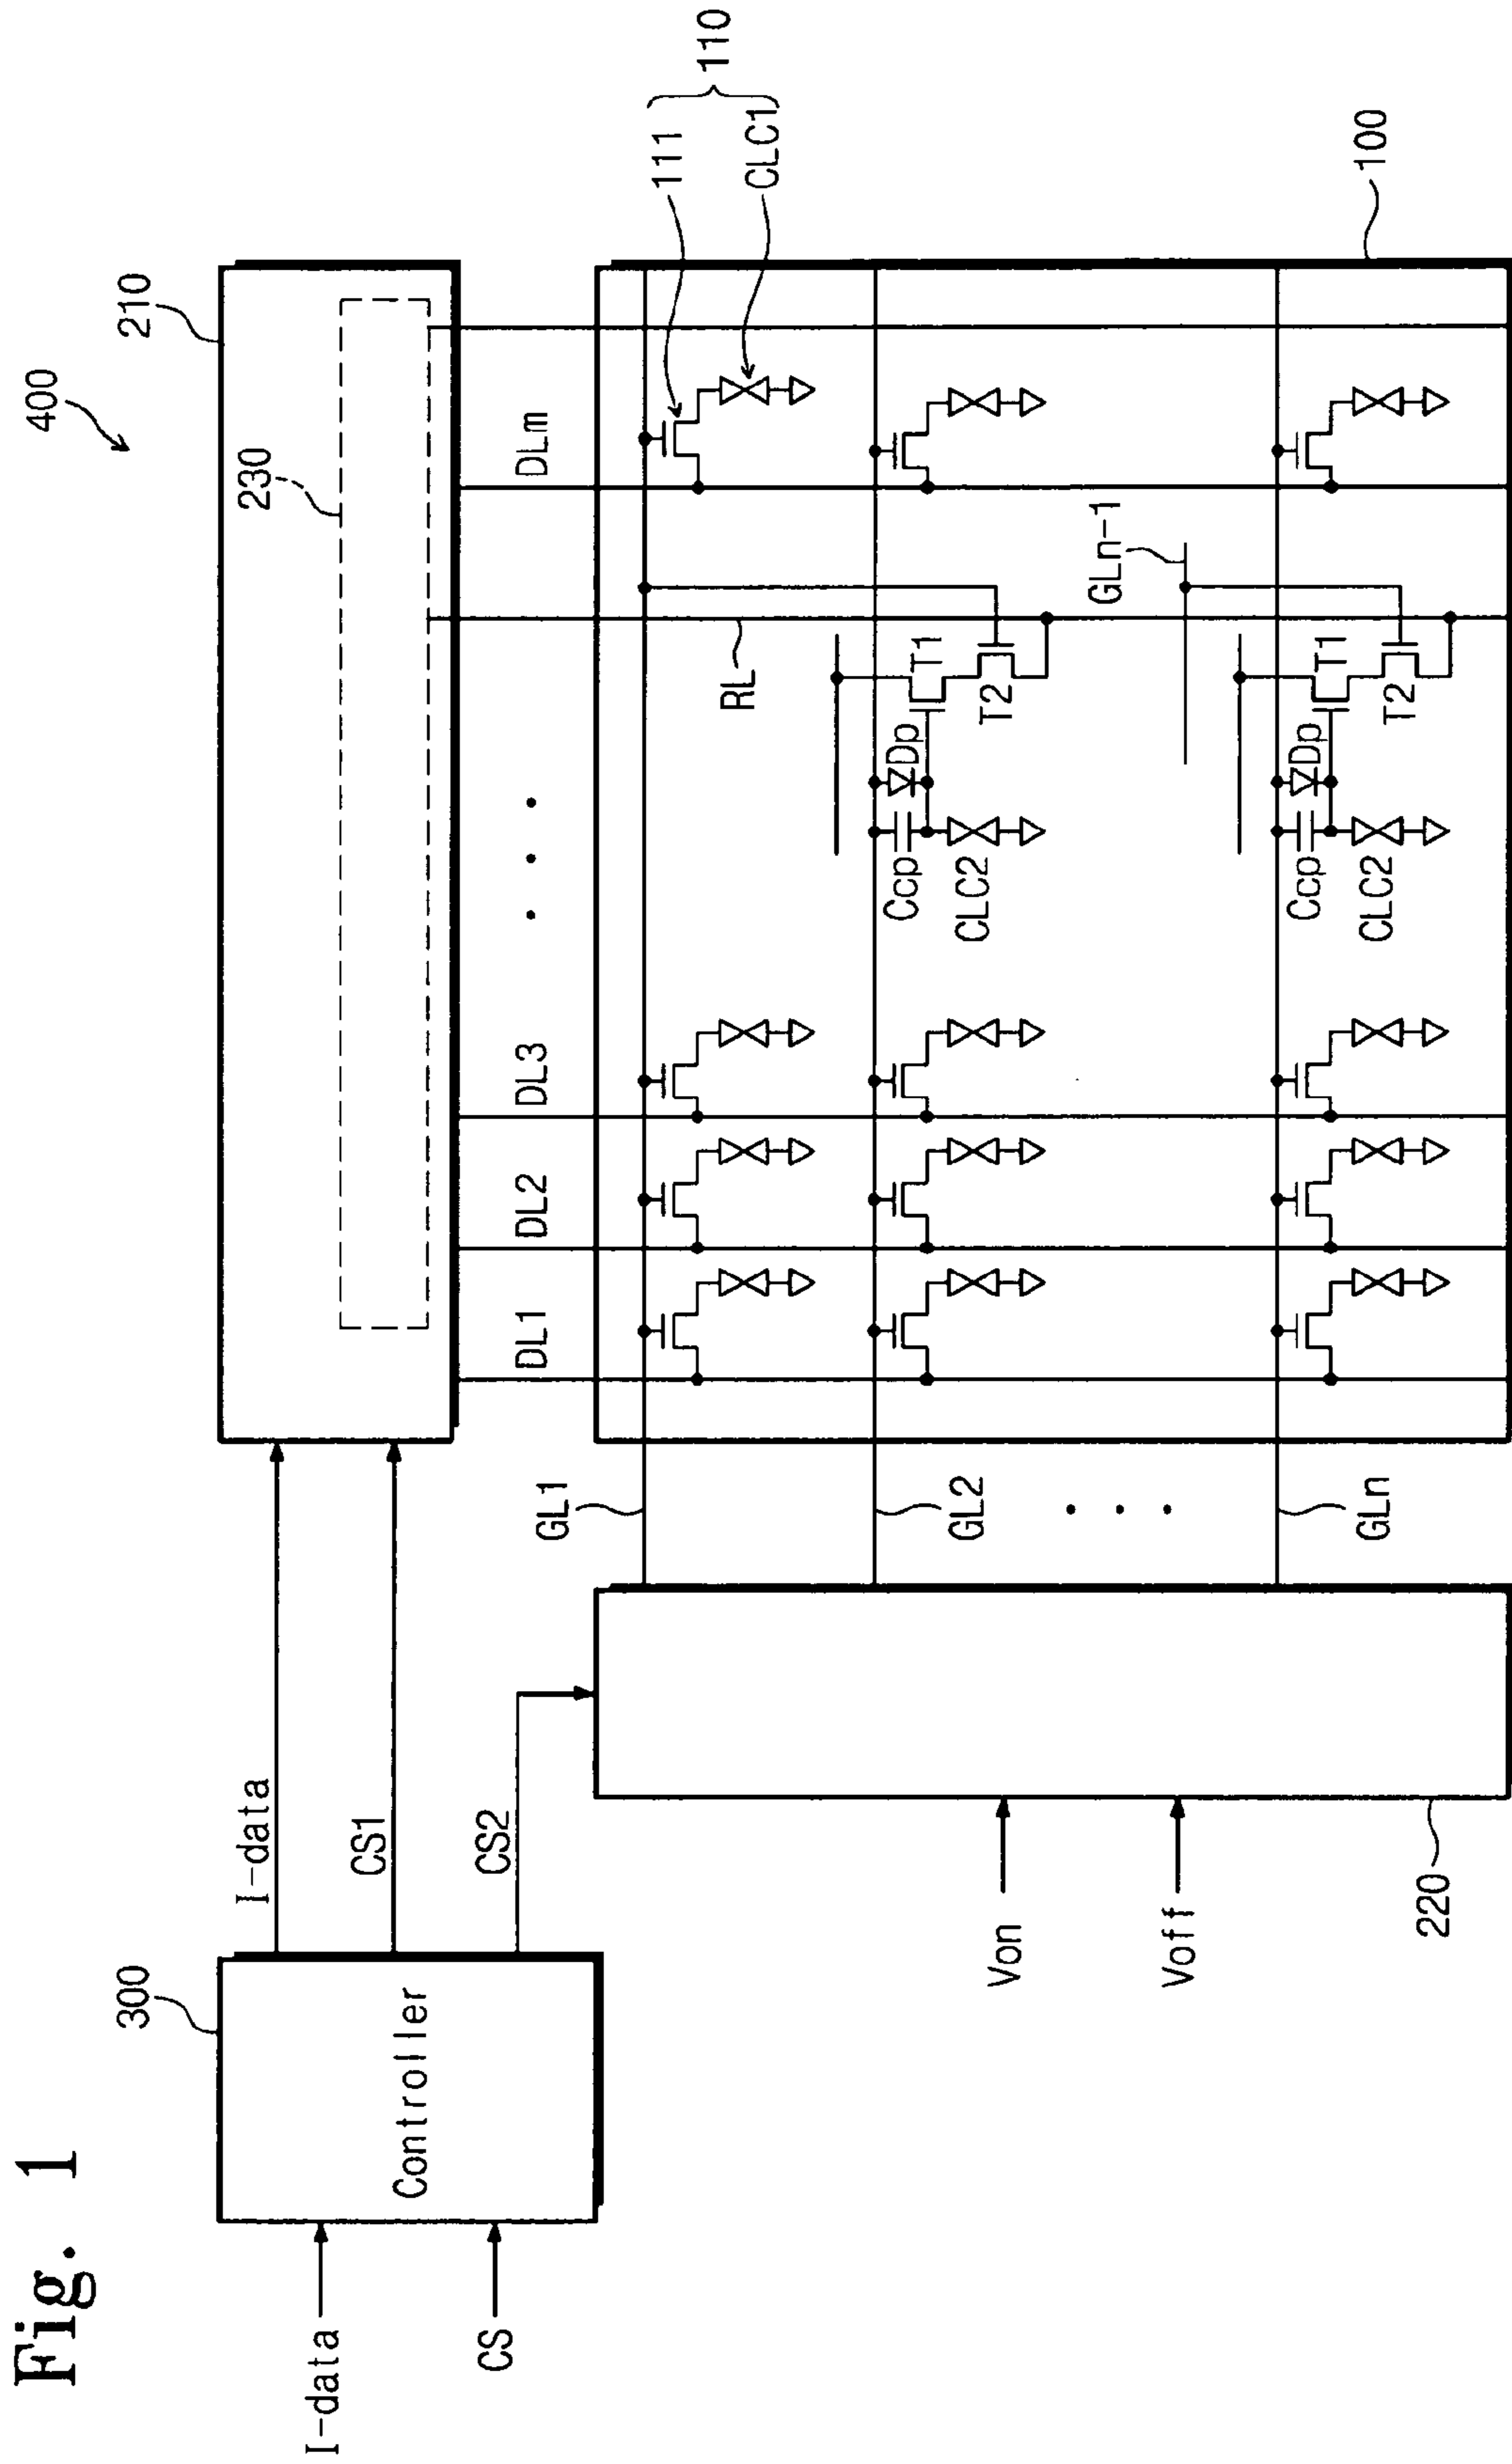 Fig. 1
400
300
210
230
I-data
CS
Controller
I-data
CS1
CS2
DL1
DL2
DL3
. . .
DLm
110
111
CLC1
GL1
GL2
. . .
GLn
RL
GLn-1
Ccp
Dp
T1
CLC2
T2
Ccp
Dp
T1
CLC2
T2
Von
Voff
220
100